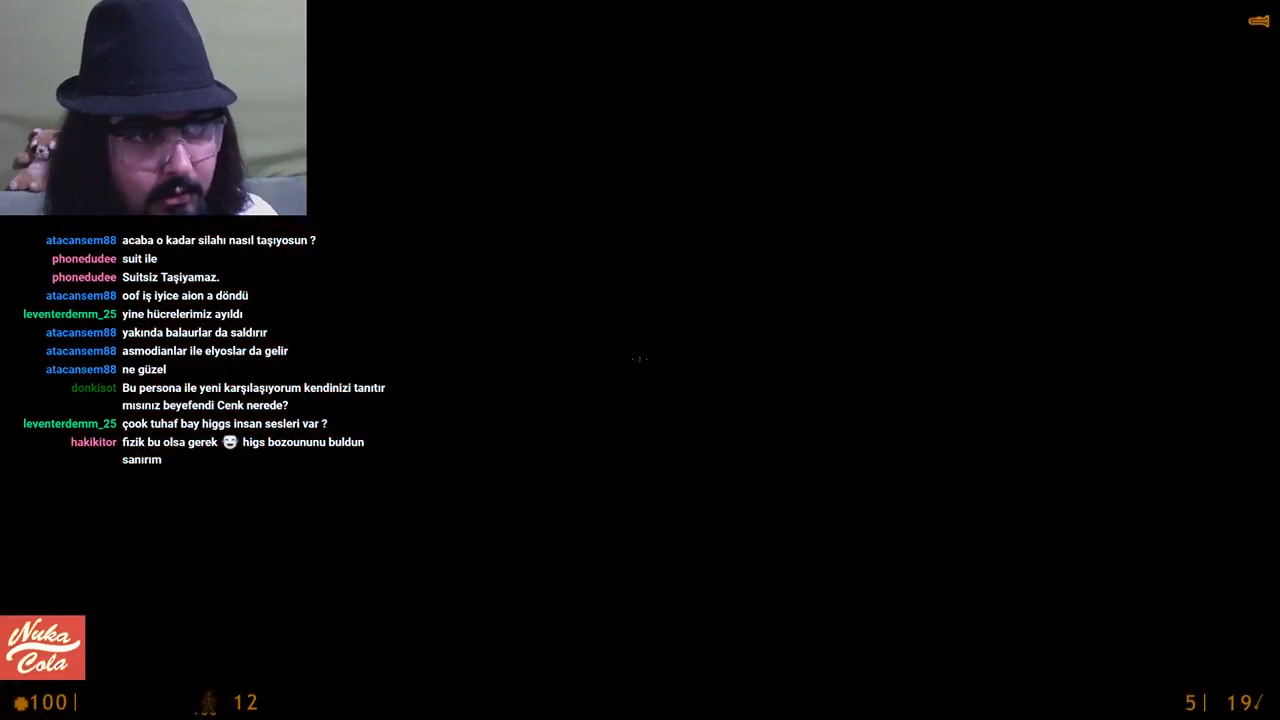 atacansem88 acaba o kadar silahı nasıl taşıyosun ?
phonedudee suit ile
phonedudee Suitsiz Taşiyamaz.
atacansem88 oof iş iyice aion a döndü
leventerdemm_25 yine hücrelerimiz ayıldı
atacansem88 yakında balaurlar da saldırır
atacansem88 asmodianlar ile elyoslar da gelir
atacansem88 ne güzel
donkisot Bu persona ile yeni karşılaşıyorum kendinizi tanıtır
mısınız beyefendi Cenk nerede?
leventerdemm_25 çook tuhaf bay higgs insan sesleri var ?
hakikitor fizik bu olsa gerek higs bozoununu buldun
sanırım
Nuka
Cola
100| 12 5| 19